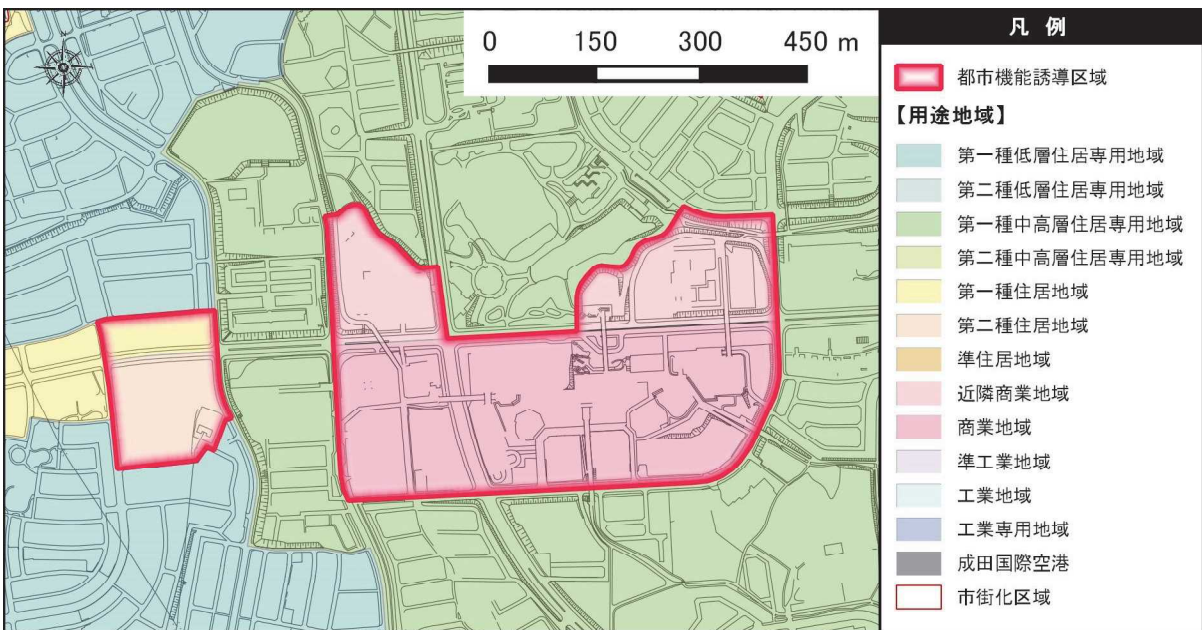 0 150 300 450 m
N
凡 例
都市機能誘導区域
【用途地域】
第一種低層住居専用地域
第二種低層住居専用地域
第一種中高層住居専用地域
第二種中高層住居専用地域
第一種住居地域
第二種住居地域
準住居地域
近隣商業地域
商業地域
準工業地域
工業地域
工業専用地域
成田国際空港
市街化区域